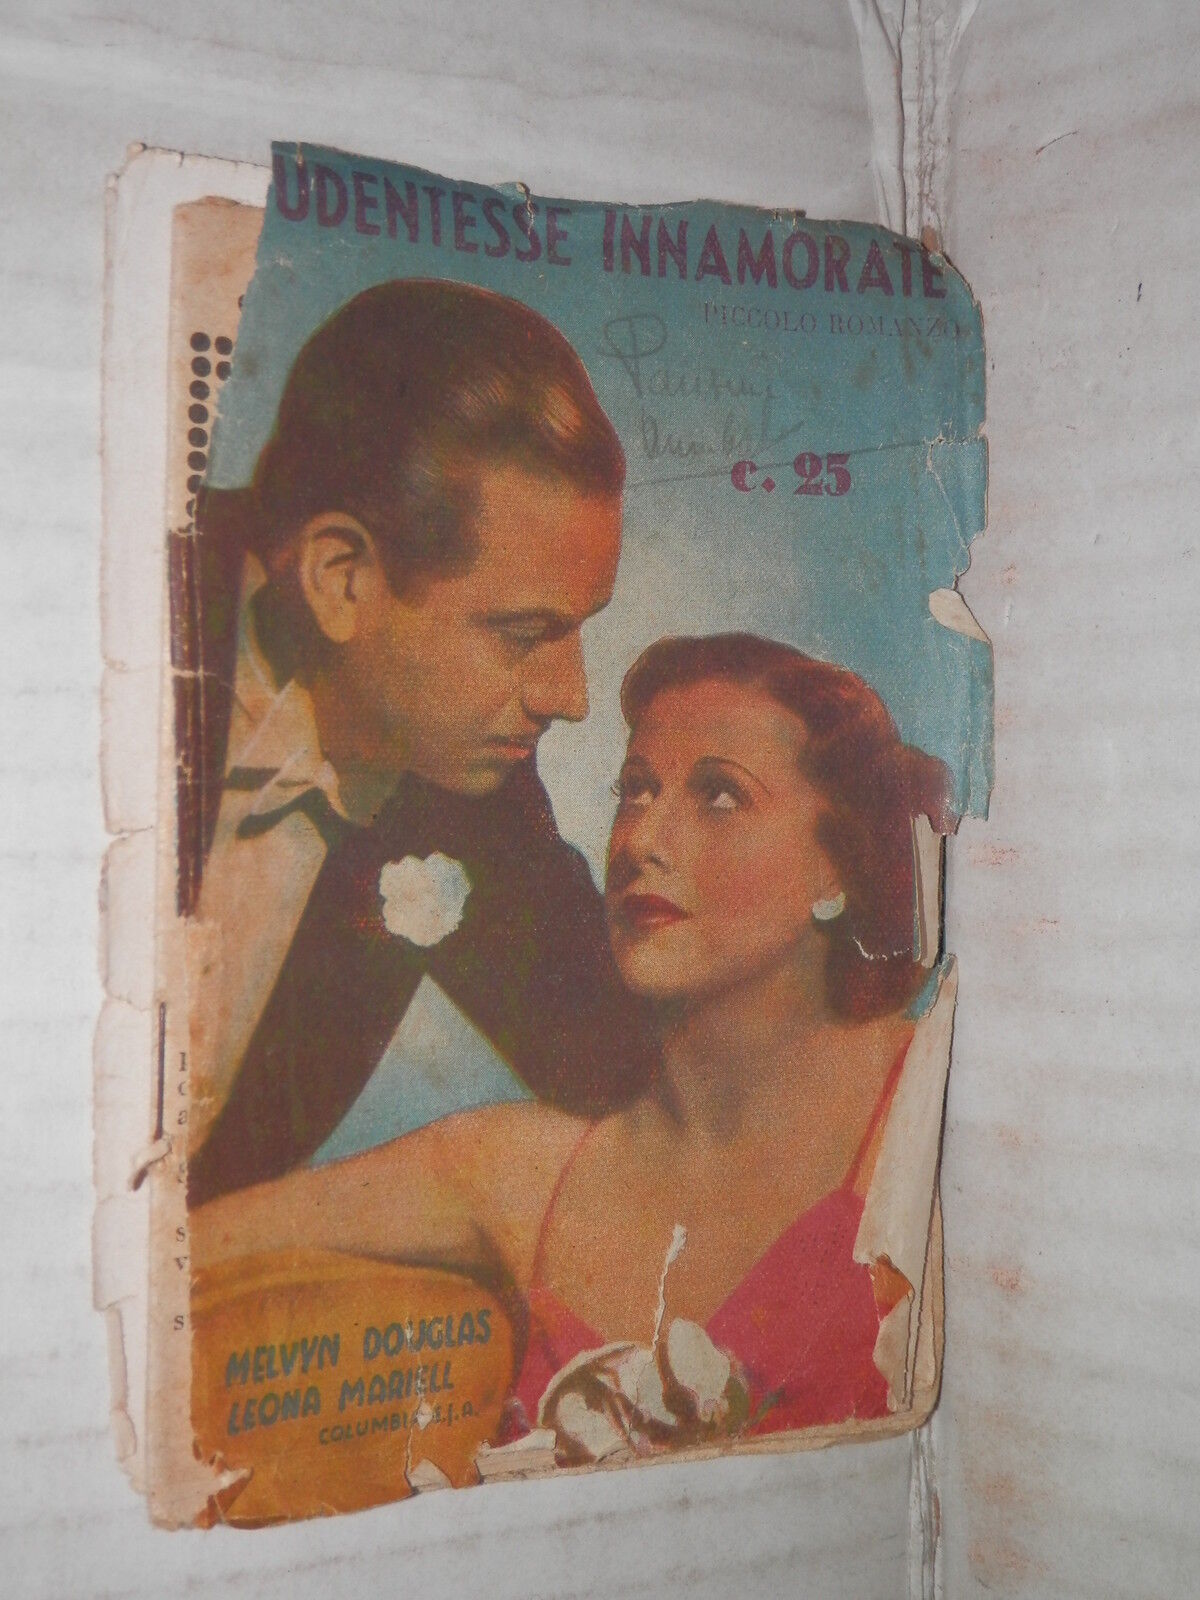 UDENTESSE INNAMORATE
PICCOLO ROMANZO
c. 25
MELVYN DOUGLAS
LEONA MARIELL
COLUMBIA E.J.A.
s
v
s